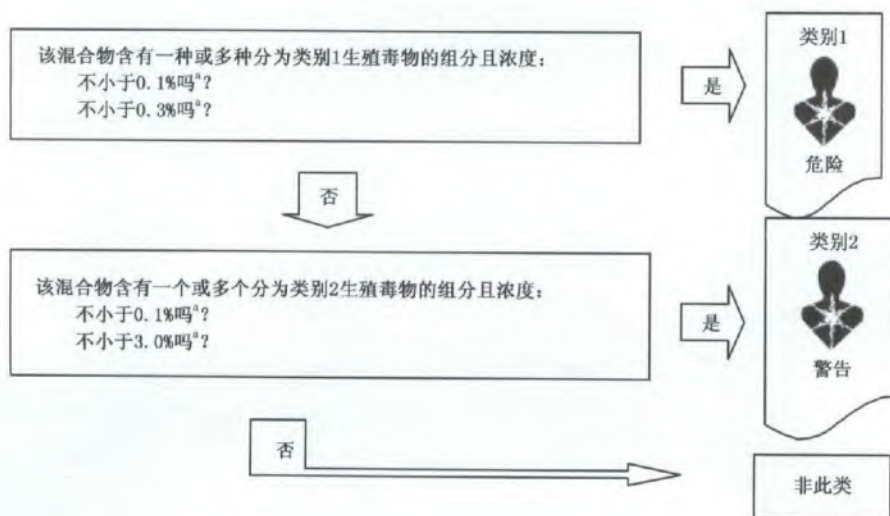 该混合物含有一种或多种分为类别1生殖毒物的组分且浓度：
不小于0.1%吗ª?
不小于0.3%吗ª?
是
类别1
危险
否
该混合物含有一个或多个分为类别2生殖毒物的组分且浓度：
不小于0.1%吗ª?
不小于3.0%吗ª?
是
类别2
警告
否
非此类